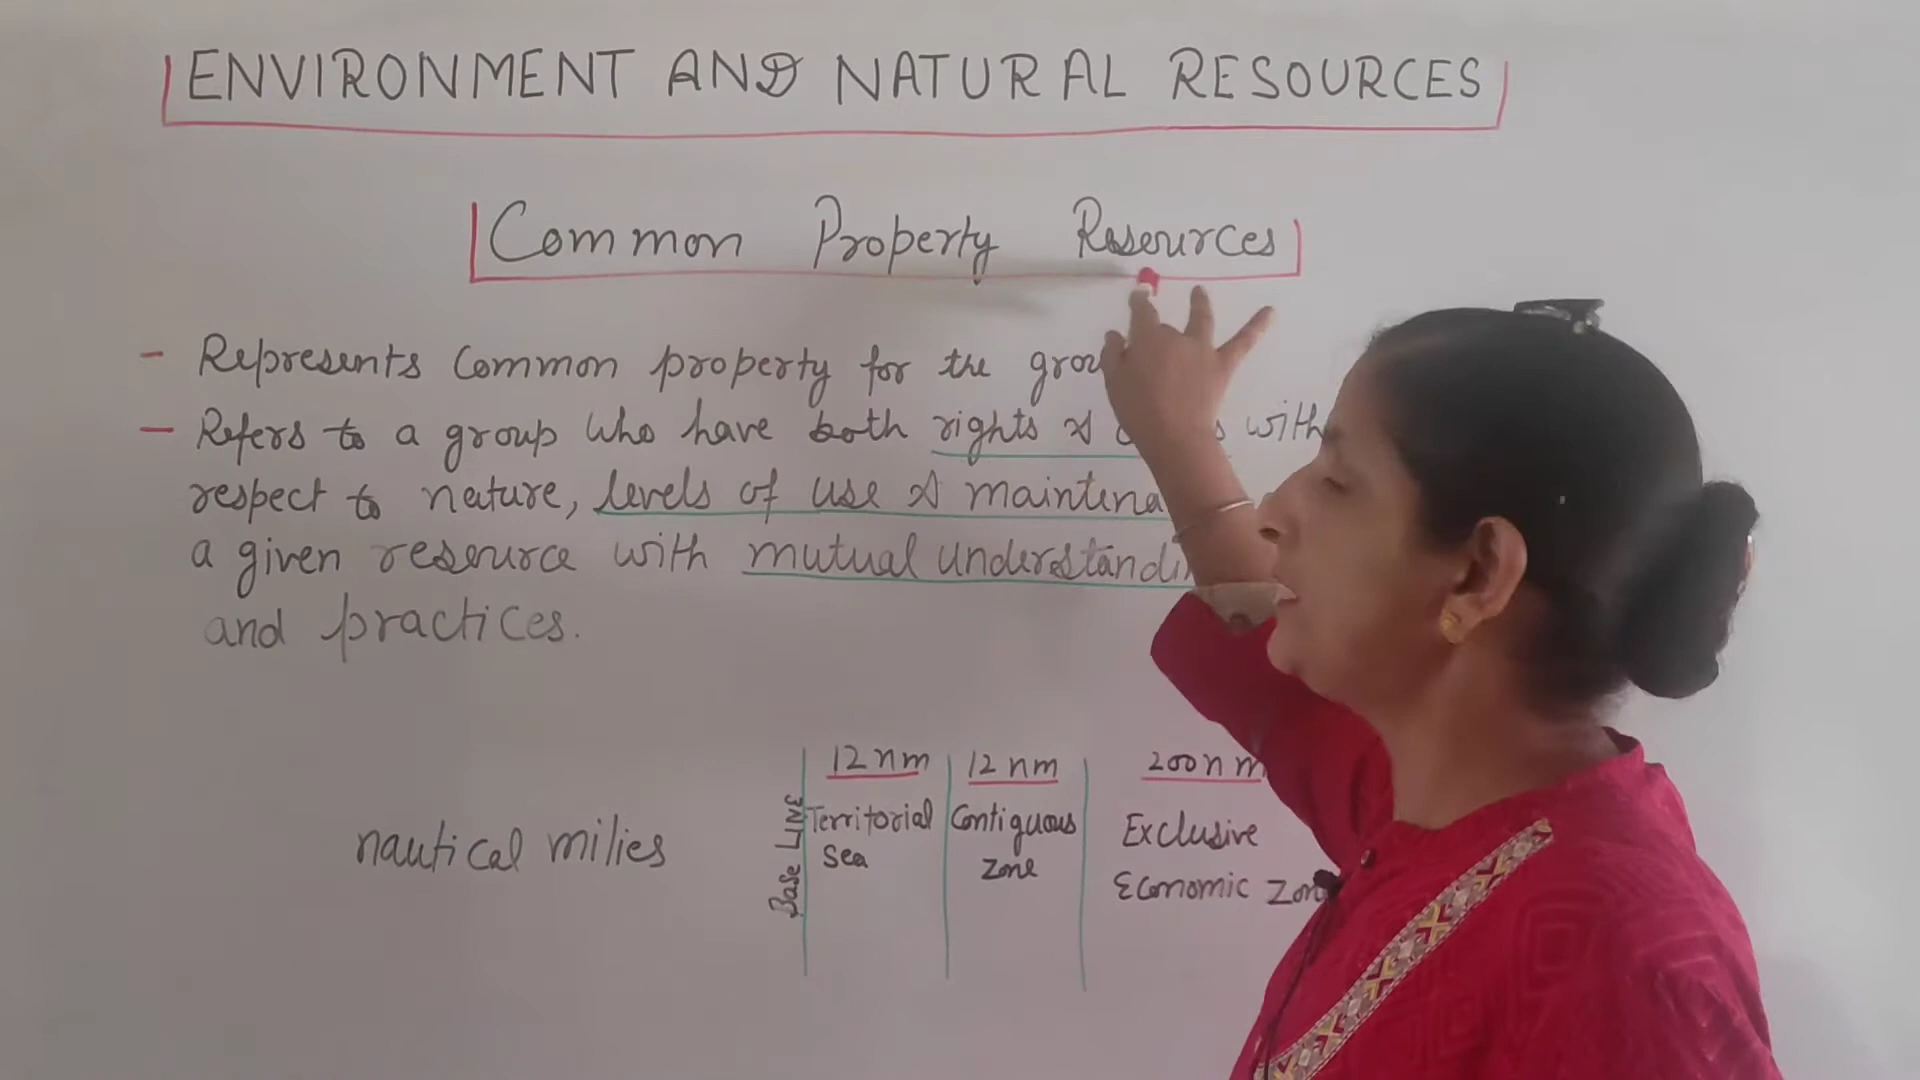 ENVIRONMENT AND NATURAL RESOURCES
Common Property Resources
- Represents Common property for the
- Refers to a group who have both rights & with
respect to nature, levels of use &
a given resource with mutual
and practices.
12 nm 12 nm 200 nm
Base LINE Territorial Sea Contiguous Zone Exclusive Economic
nautical milies